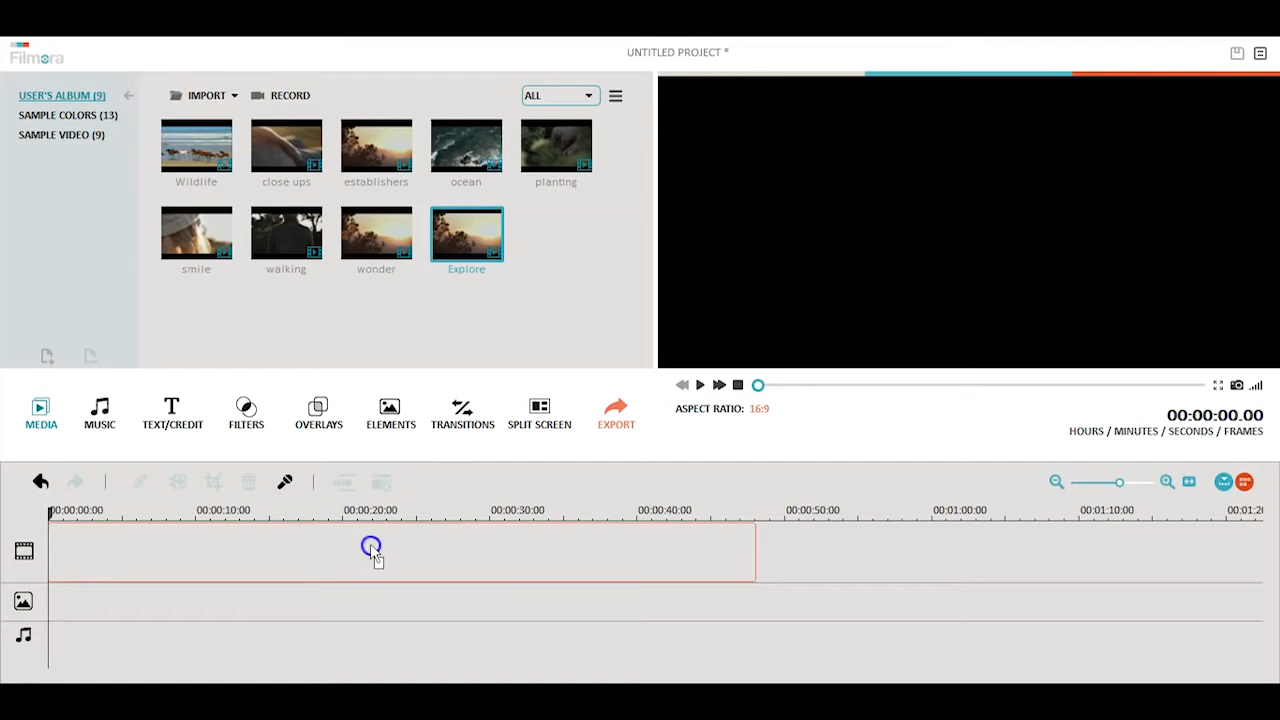 Filmora
UNTITLED PROJECT *
USER'S ALBUM (9)
SAMPLE COLORS (13)
SAMPLE VIDEO (9)
IMPORT
RECORD
ALL
Wildlife
close ups
establishers
ocean
planting
smile
walking
wonder
Explore
MEDIA
MUSIC
TEXT/CREDIT
FILTERS
OVERLAYS
ELEMENTS
TRANSITIONS
SPLIT SCREEN
EXPORT
ASPECT RATIO: 16:9
00:00:00.00
HOURS / MINUTES / SECONDS / FRAMES
00:00:00:00 00:00:10:00 00:00:20:00 00:00:30:00 00:00:40:00 00:00:50:00 00:01:00:00 00:01:10:00 00:01:2